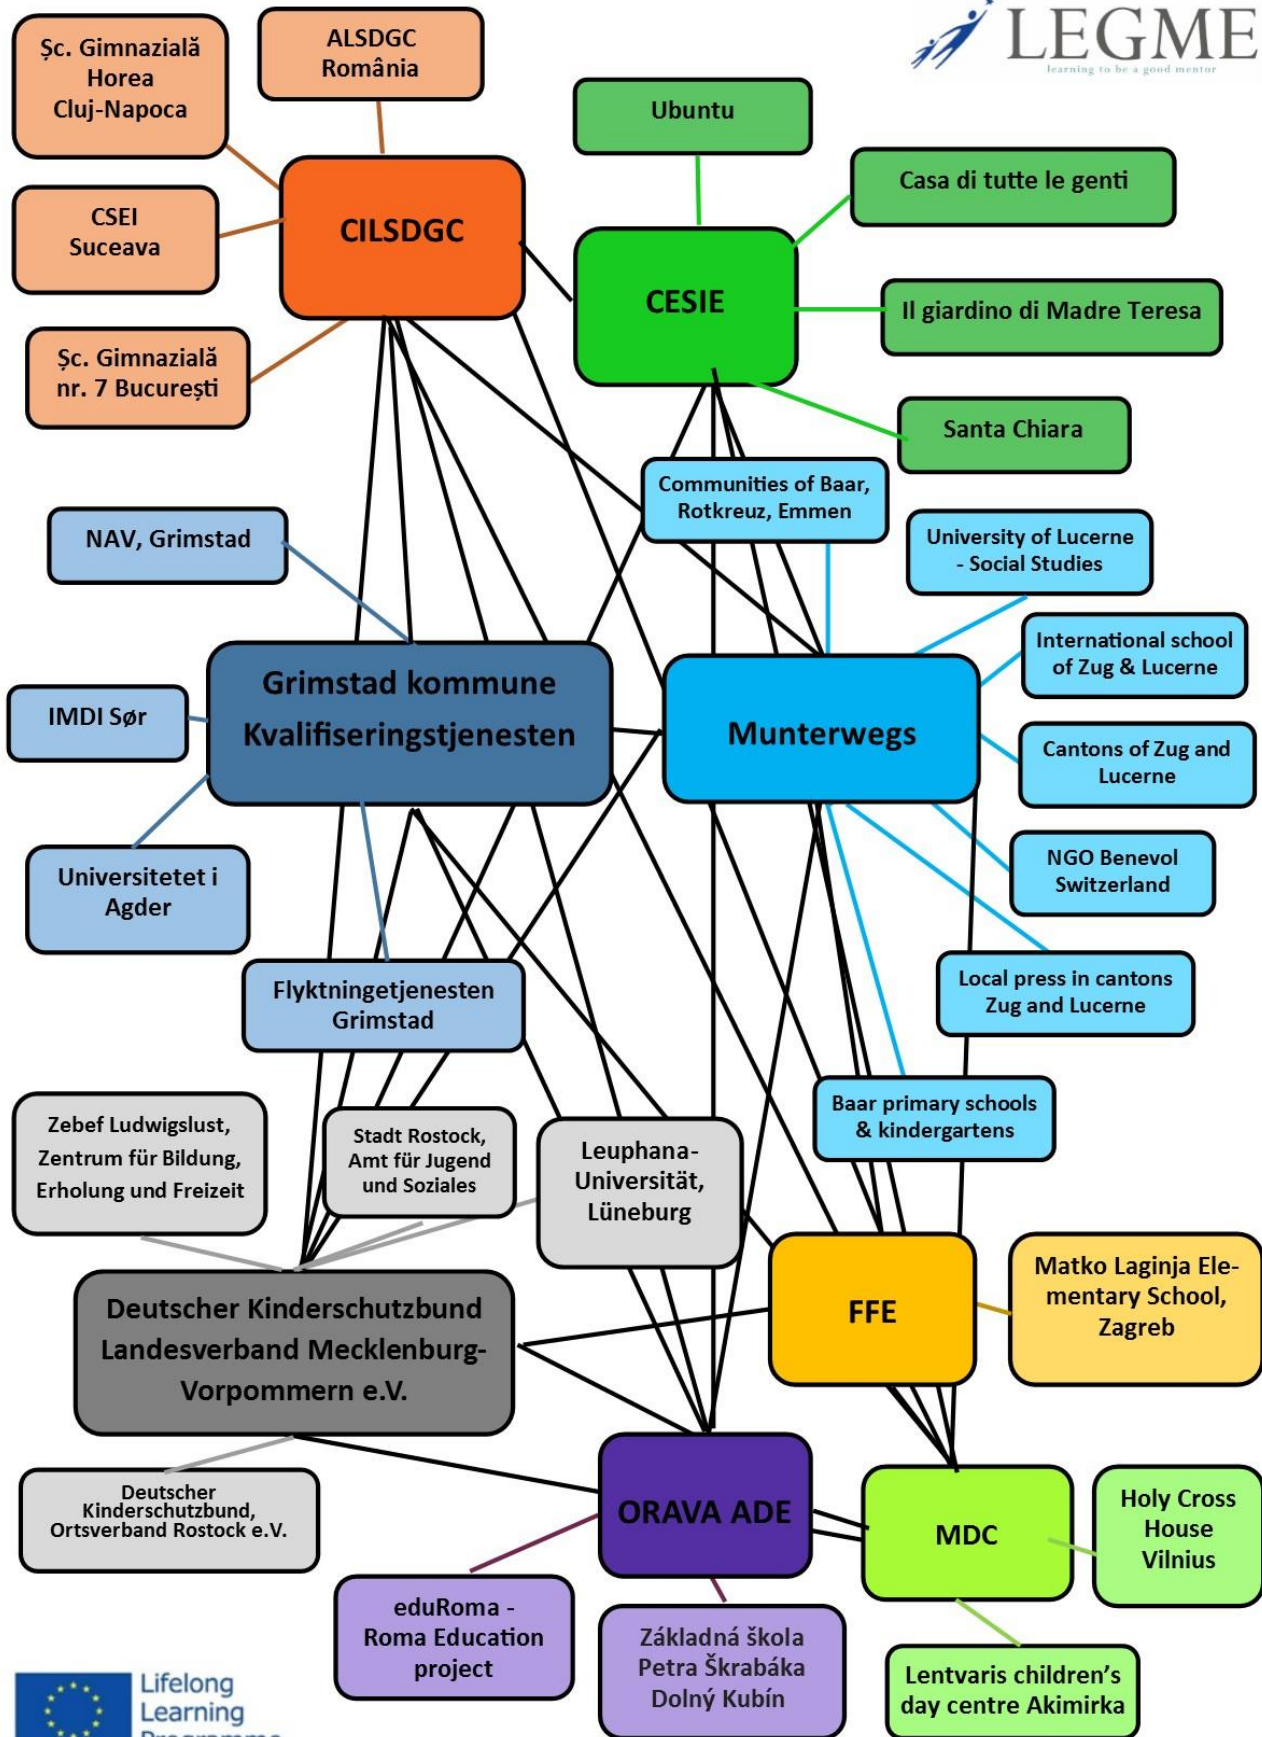 LEGME
learning to be a good mentor
Șc. Gimnazială
Horea
Cluj-Napoca
ALSDGC
România
Ubuntu
Casa di tutte le genti
CSEI
Suceava
CILSDGC
CESIE
Il giardino di Madre Teresa
Șc. Gimnazială
nr. 7 București
Santa Chiara
Communities of Baar,
Rotkreuz, Emmen
NAV, Grimstad
University of Lucerne
- Social Studies
International school
of Zug & Lucerne
Grimstad kommune
Kvalifiseringstjenesten
IMDI Sør
Munterwegs
Cantons of Zug and
Lucerne
NGO Benevol
Switzerland
Universitetet i
Agder
Local press in cantons
Zug and Lucerne
Flyktningetjenesten
Grimstad
Baar primary schools
& kindergartens
Zebef Ludwigslust,
Zentrum für Bildung,
Erholung und Freizeit
Stadt Rostock,
Amt für Jugend
und Soziales
Leuphana-
Universität,
Lüneburg
Deutscher Kinderschutzbund
Landesverband Mecklenburg-
Vorpommern e.V.
FFE
Matko Laginja Ele-
mentary School,
Zagreb
Deutscher
Kinderschutzbund,
Ortsverband Rostock e.V.
ORAVA ADE
MDC
Holy Cross
House
Vilnius
eduRoma -
Roma Education
project
Základná škola
Petra Škrabáka
Dolný Kubín
Lentvaris children's
day centre Akimirka
Lifelong
Learning
Programme